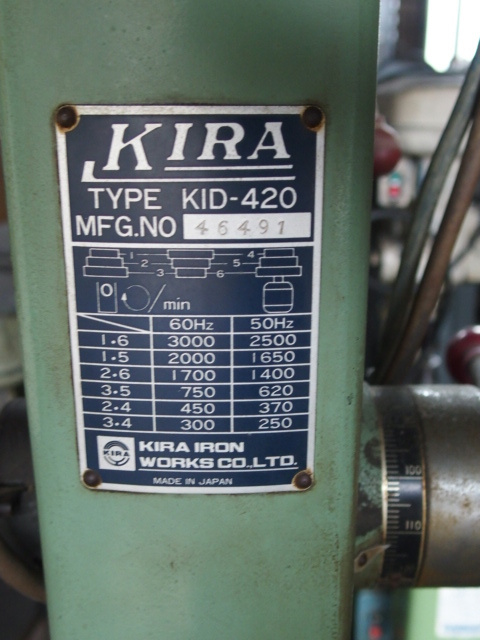 KIRA
TYPE KID-420
MFG.NO 46491
1 2 3 4 5 6
/min
60Hz 50Hz
1·6 3000 2500
1·5 2000 1650
2·6 1700 1400
3·5 750 620
2·4 450 370
3·4 300 250
KIRA KIRA IRON
WORKS CO.,LTD.
MADE IN JAPAN
100
110